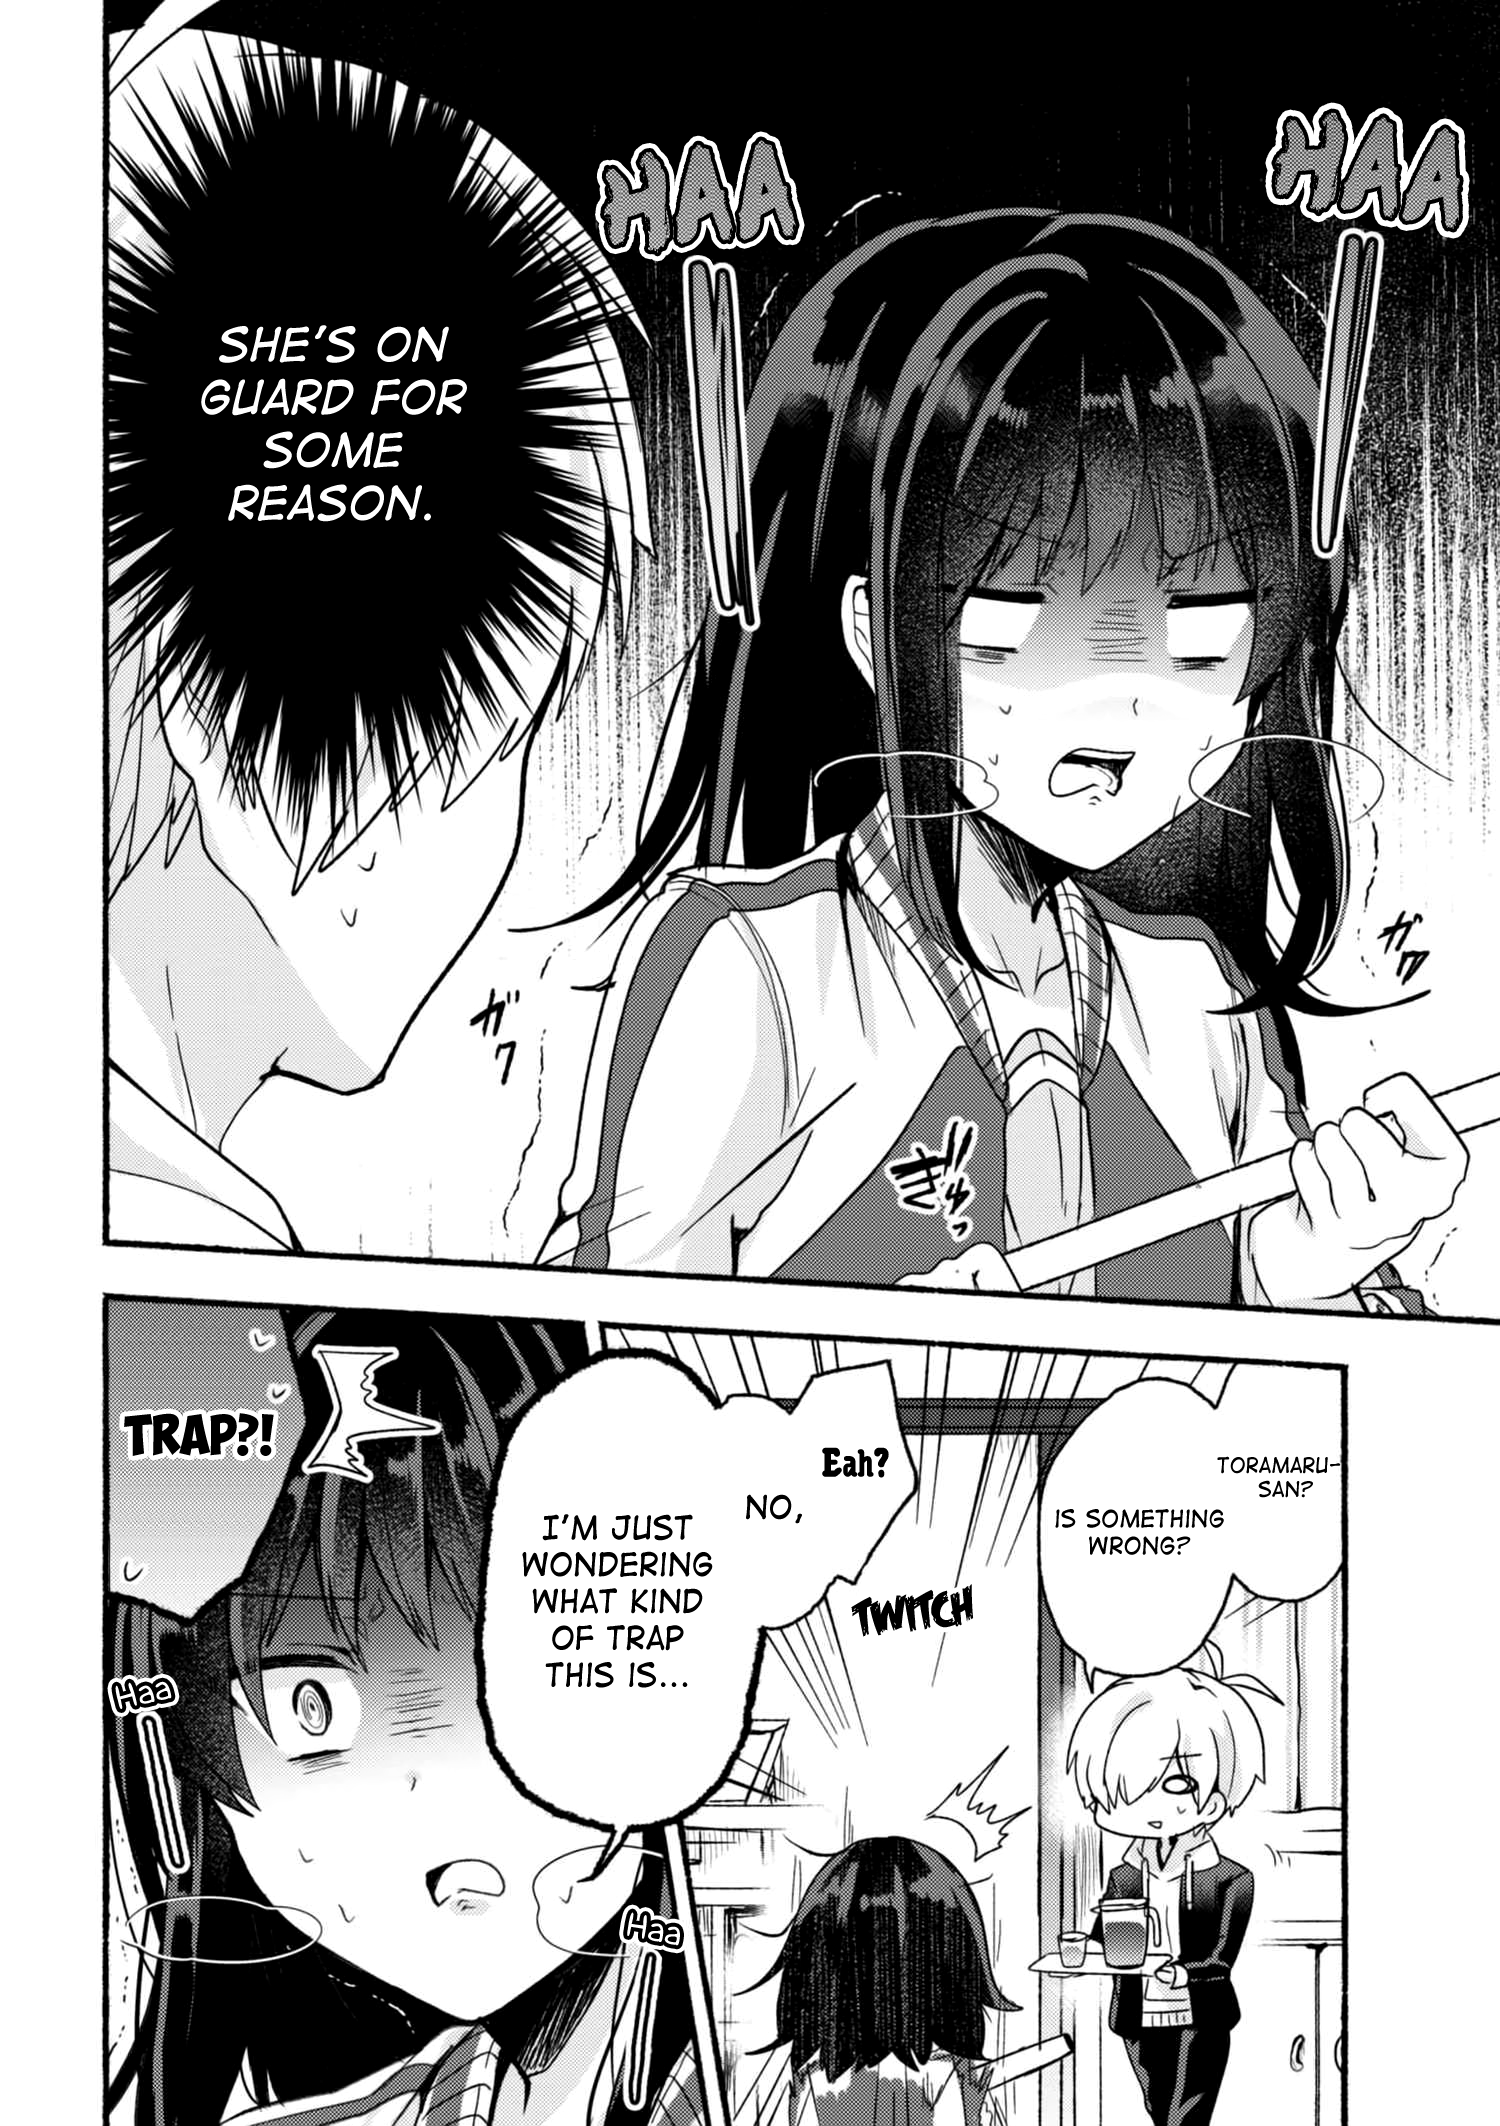 HAA
HAA
SHE'S ON
GUARD FOR
SOME
REASON.
ガク
ガク
ぎゅっ
TORAMARU-
SAN?
IS SOMETHING
WRONG?
TWITCH
Eah?
NO,
I'M JUST
WONDERING
WHAT KIND
OF TRAP
THIS IS...
Haa
Haa
TRAP?!